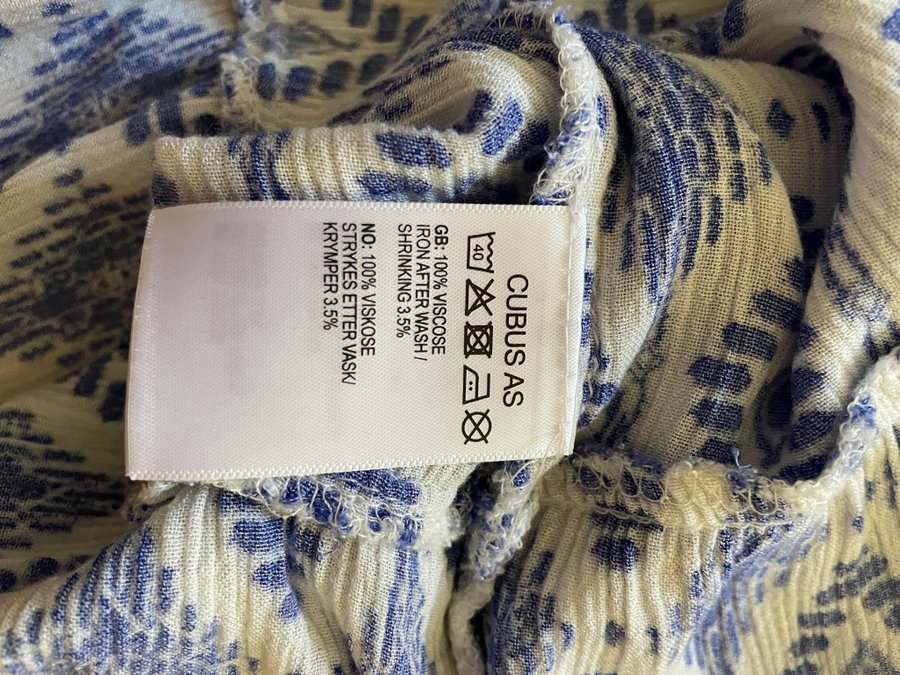 CUBUS AS
40
GB: 100% VISCOSE
IRON AFTER WASH /
SHRINKING 3.5%
NO: 100% VISKOSE
STRYKES ETTER VASK/
KRYMPER 3.5%